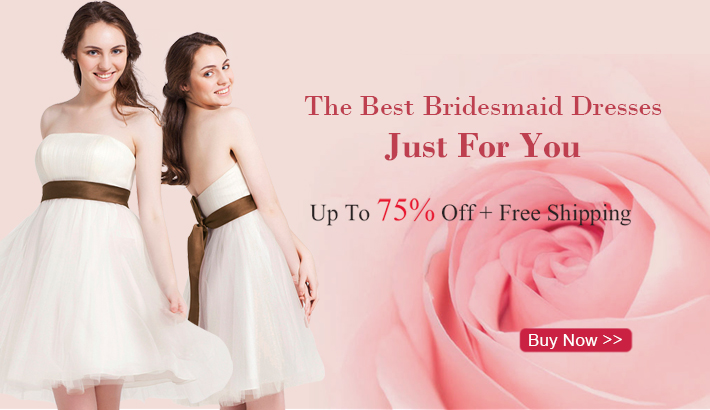 The Best Bridesmaid Dresses
Just For You
Up To 75% Off + Free Shipping
Buy Now >>